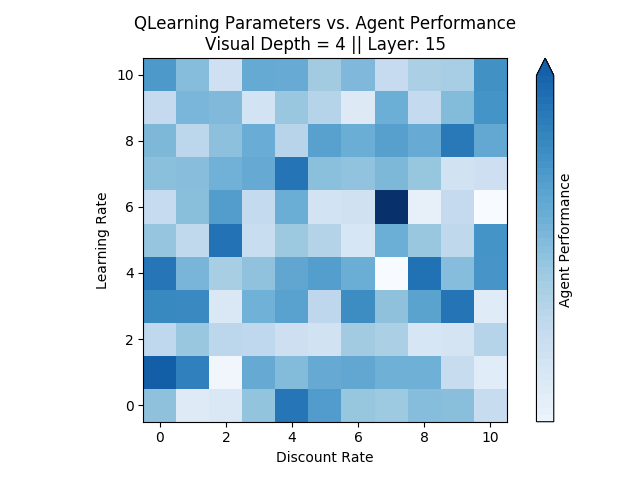 QLearning Parameters vs. Agent Performance
Visual Depth = 4 || Layer: 15
10
8
6
4
2
0
Learning Rate
0 2 4 6 8 10
Discount Rate
Agent Performance